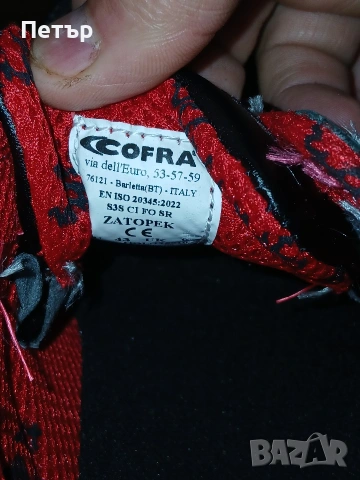 Петър
COFRA
via dell'Euro, 53-57-59
76121 - Barletta(BT) - ITALY
EN ISO 20345:2022
S3S CI FO SR
ZATOPEK
CE
BAZAR